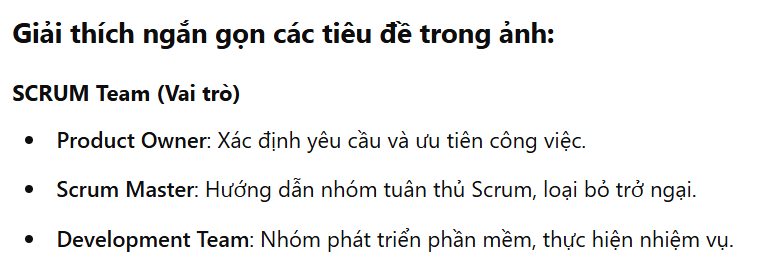 Giải thích ngắn gọn các tiêu đề trong ảnh:
SCRUM Team (Vai trò)
• Product Owner: Xác định yêu cầu và ưu tiên công việc.
• Scrum Master: Hướng dẫn nhóm tuân thủ Scrum, loại bỏ trở ngại.
• Development Team: Nhóm phát triển phần mềm, thực hiện nhiệm vụ.